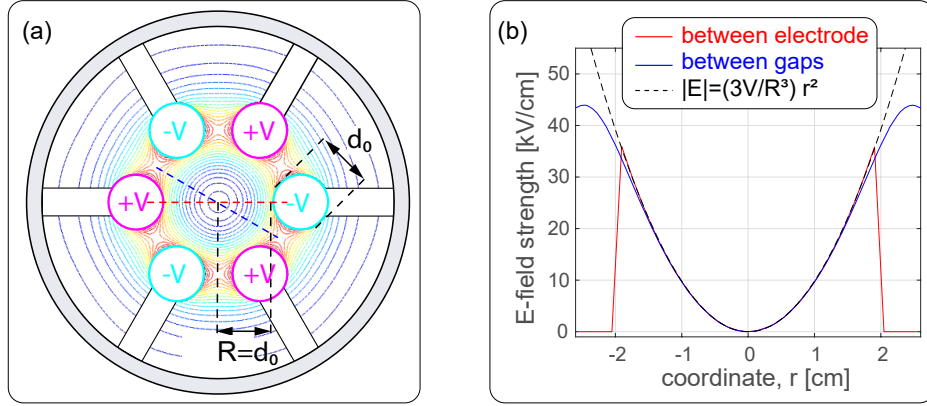 (a)
-V
+V
d₀
+V
-V
-V
+V
R=d₀
(b)
between electrode
between gaps
|E|=(3V/R³) r²
E-field strength [kV/cm]
50
40
30
20
10
0
-2
-1
0
1
2
coordinate, r [cm]